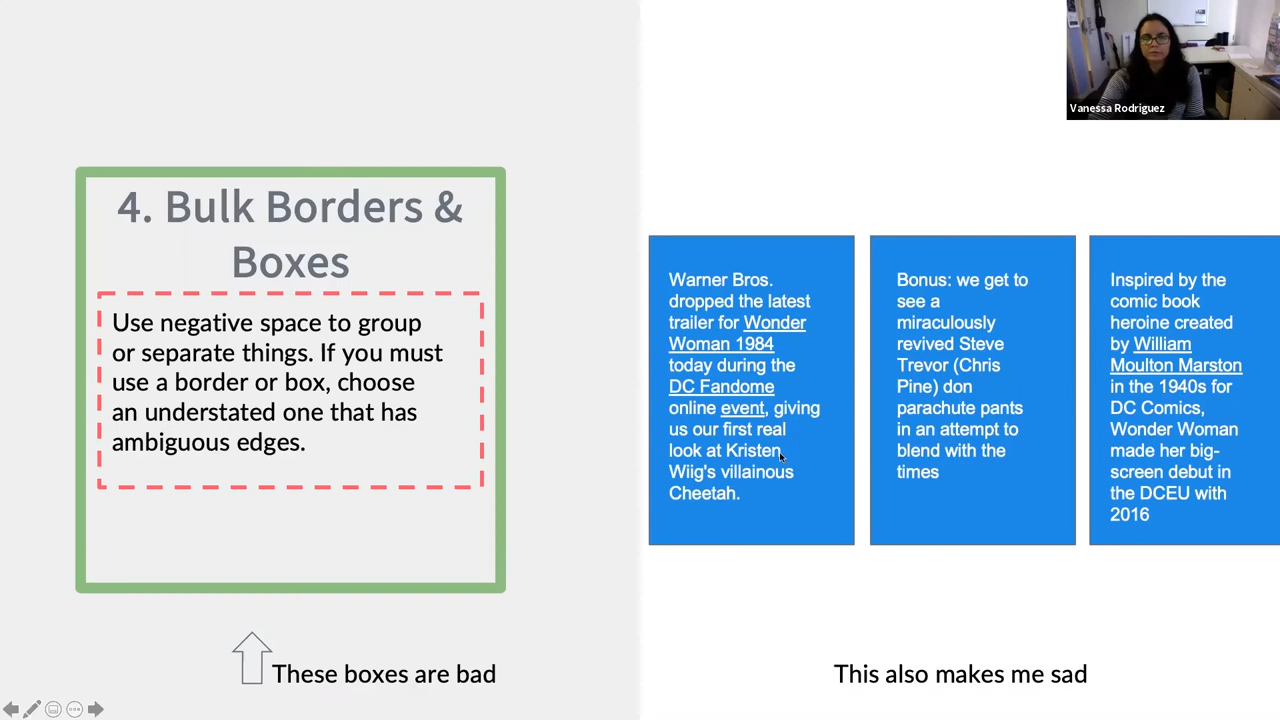 Vanessa Rodriguez
4. Bulk Borders &
Boxes
Use negative space to group
or separate things. If you must
use a border or box, choose
an understated one that has
ambiguous edges.
These boxes are bad
Warner Bros.
dropped the latest
trailer for Wonder
Woman 1984
today during the
DC Fandome
online event, giving
us our first real
look at Kristen
Wiig's villainous
Cheetah.
Bonus: we get to
see a
miraculously
revived Steve
Trevor (Chris
Pine) don
parachute pants
in an attempt to
blend with the
times
Inspired by the
comic book
heroine created
by William
Moulton Marston
in the 1940s for
DC Comics,
Wonder Woman
made her big-
screen debut in
the DCEU with
2016
This also makes me sad